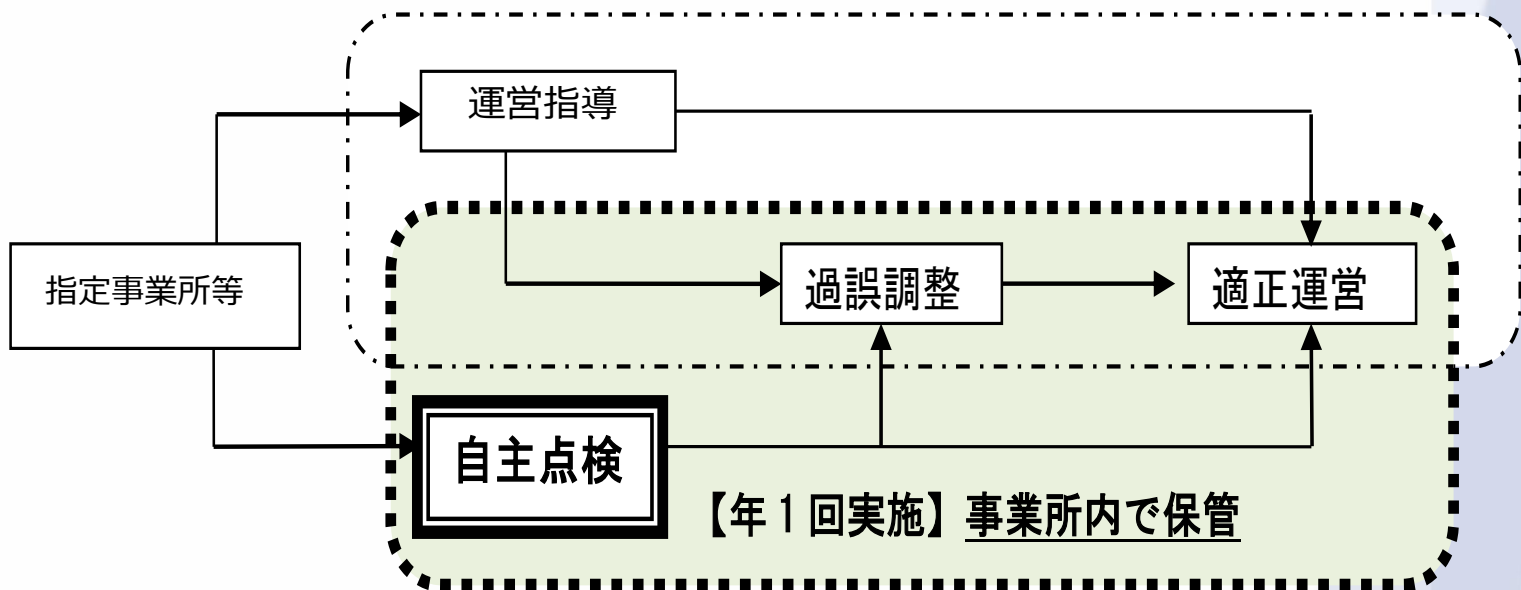 運営指導
指定事業所等
過誤調整
適正運営
自主点検
【年１回実施】事業所内で保管